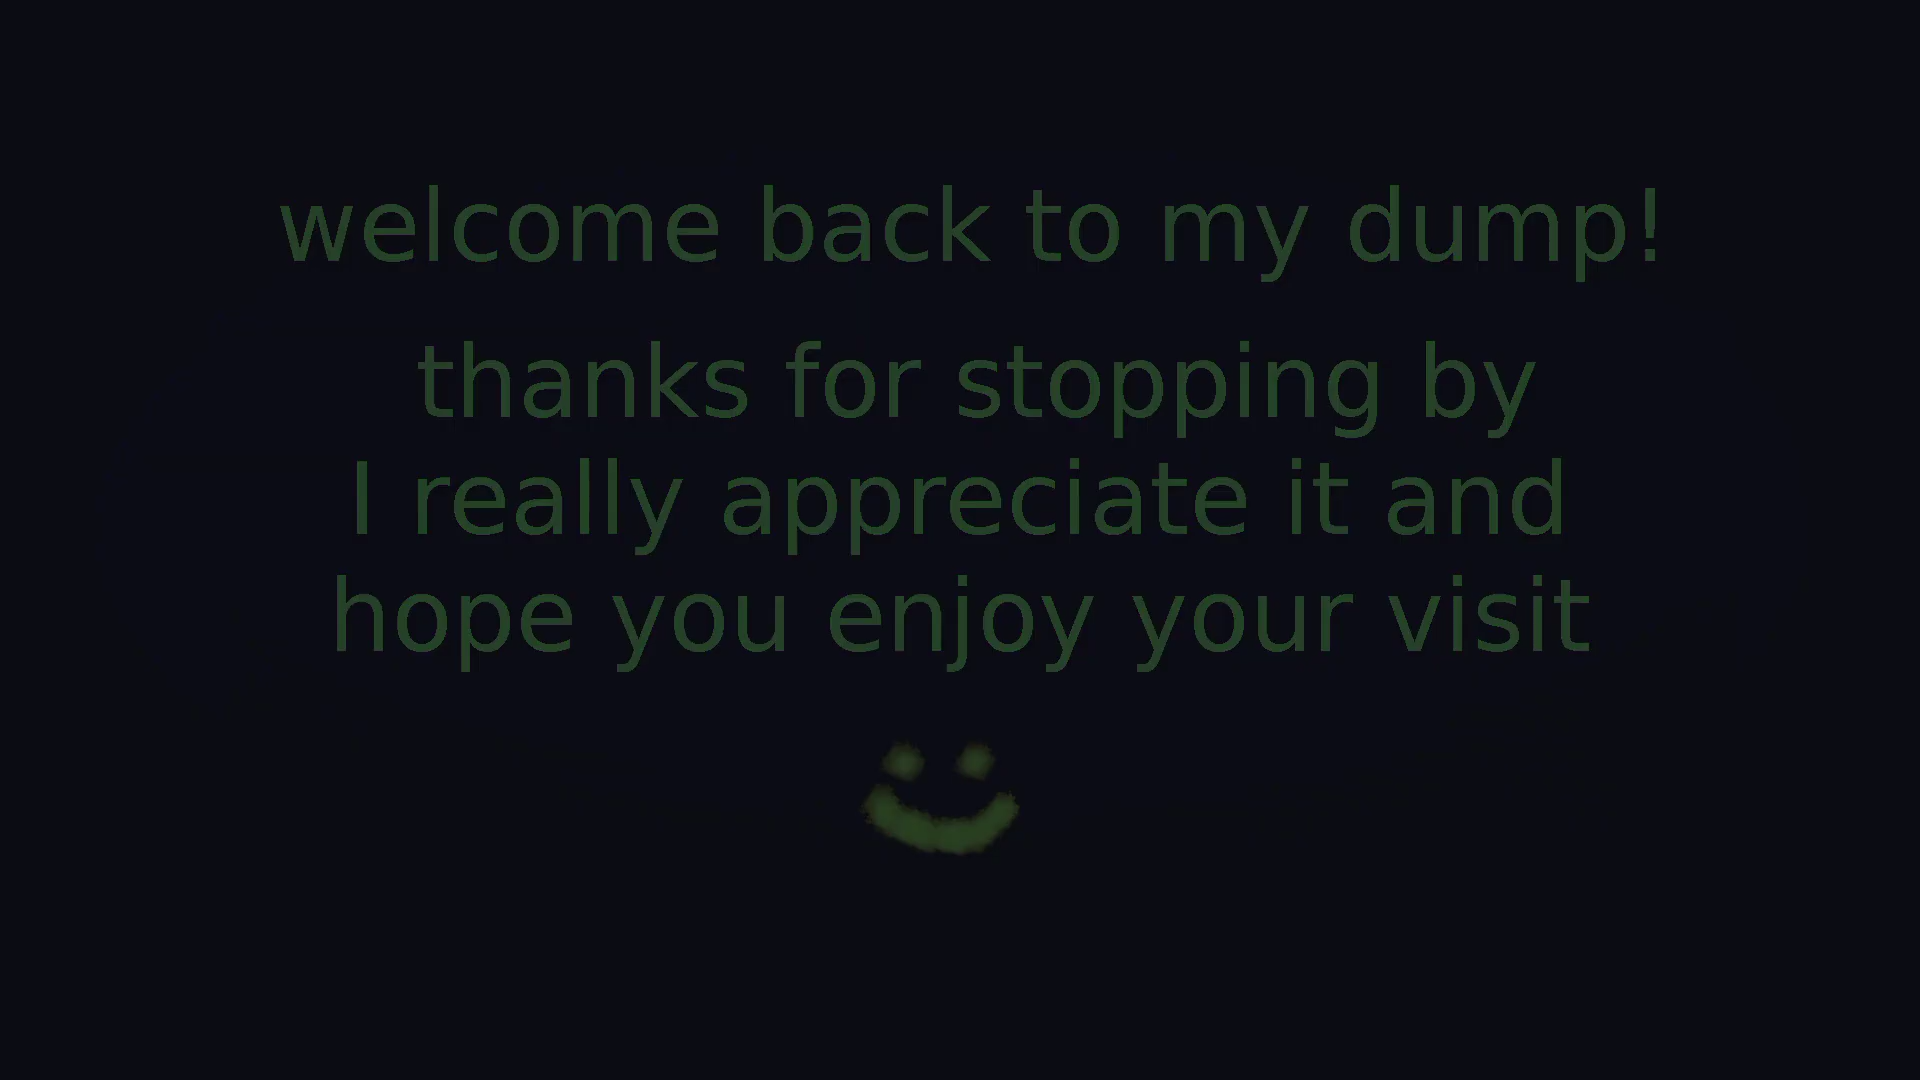 welcome back to my dump!
thanks for stopping by
I really appreciate it and
hope you enjoy your visit